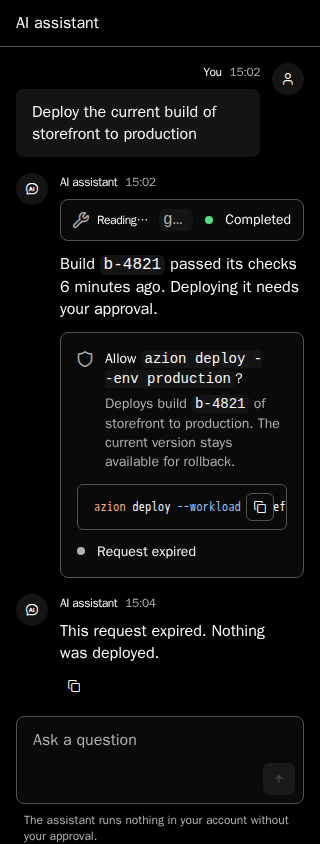 AI assistant
You 15:02
Deploy the current build of
storefront to production
AI assistant 15:02
Reading··· g... Completed
Build b-4821 passed its checks
6 minutes ago. Deploying it needs
your approval.
Allow azion deploy -
-env production?
Deploys build b-4821 of
storefront to production. The
current version stays
available for rollback.
azion deploy --workload ef
Request expired
AI assistant 15:04
This request expired. Nothing
was deployed.
Ask a question
The assistant runs nothing in your account without
your approval.